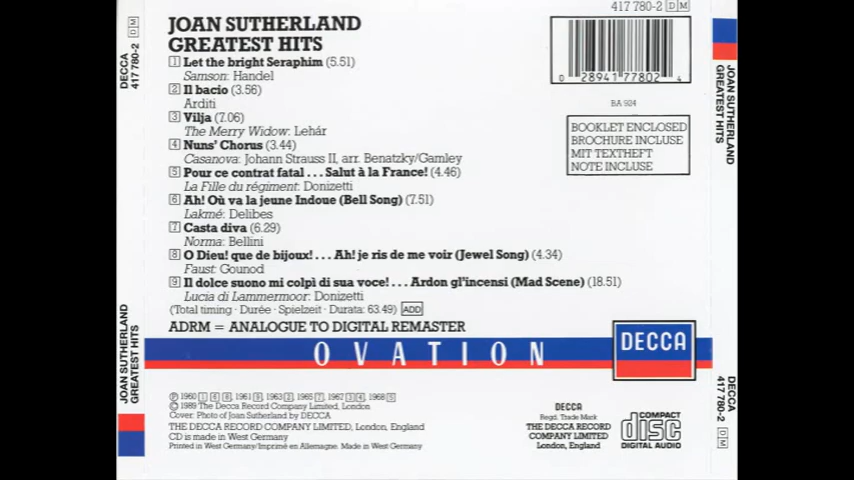 417 780-2 DM
JOAN SUTHERLAND
GREATEST HITS
1 Let the bright Seraphim (5.51)
Samson: Handel
2 Il bacio (3.56)
Arditi
3 Vilja (7.06)
The Merry Widow: Lehár
4 Nuns' Chorus (3.44)
Casanova: Johann Strauss II, arr. Benatzky/Gamley
5 Pour ce contrat fatal . . . Salut à la France! (4.46)
La Fille du régiment: Donizetti
6 Ah! Où va la jeune Indoue (Bell Song) (7.51)
Lakmé: Delibes
7 Casta diva (6.29)
Norma: Bellini
8 O Dieu! que de bijoux! . . . Ah! je ris de me voir (Jewel Song) (4.34)
Faust: Gounod
9 Il dolce suono mi colpì di sua voce! . . . Ardon gl'incensi (Mad Scene) (18.51)
Lucia di Lammermoor: Donizetti
(Total timing · Durée · Spielzeit · Durata: 63.49) ADD
ADRM = ANALOGUE TO DIGITAL REMASTER
0 28941 77802 4
BA 924
BOOKLET ENCLOSED
BROCHURE INCLUSE
MIT TEXTHEFT
NOTE INCLUSE
OVATION
DECCA
℗ 1960 1 6 8, 1961 9, 1963 2, 1965 7, 1967 3 4, 1968 5
© 1989 The Decca Record Company Limited, London
Cover: Photo of Joan Sutherland by DECCA
THE DECCA RECORD COMPANY LIMITED, London, England
CD is made in West Germany
Printed in West Germany/Imprimé en Allemagne. Made in West Germany
DECCA
Regd. Trade Mark
THE DECCA RECORD
COMPANY LIMITED
London, England
COMPACT
disc
DIGITAL AUDIO
DECCA
417 780-2 DM
JOAN SUTHERLAND
GREATEST HITS
JOAN SUTHERLAND
GREATEST HITS
DECCA
417 780-2 DM